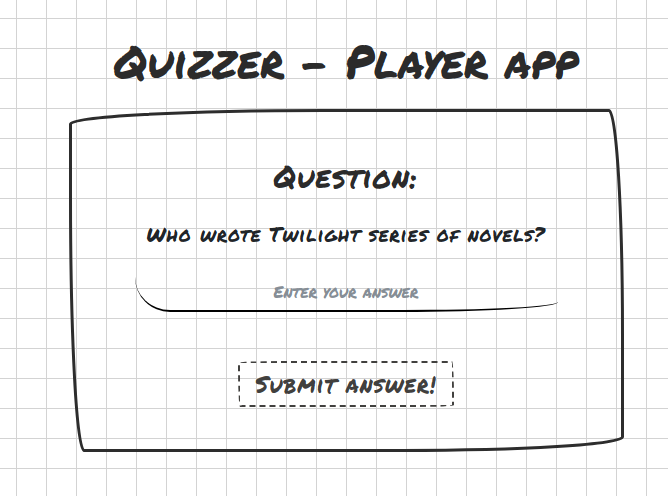 Quizzer – Player app
Question:
Who wrote Twilight series of novels?
Enter your answer
Submit answer!